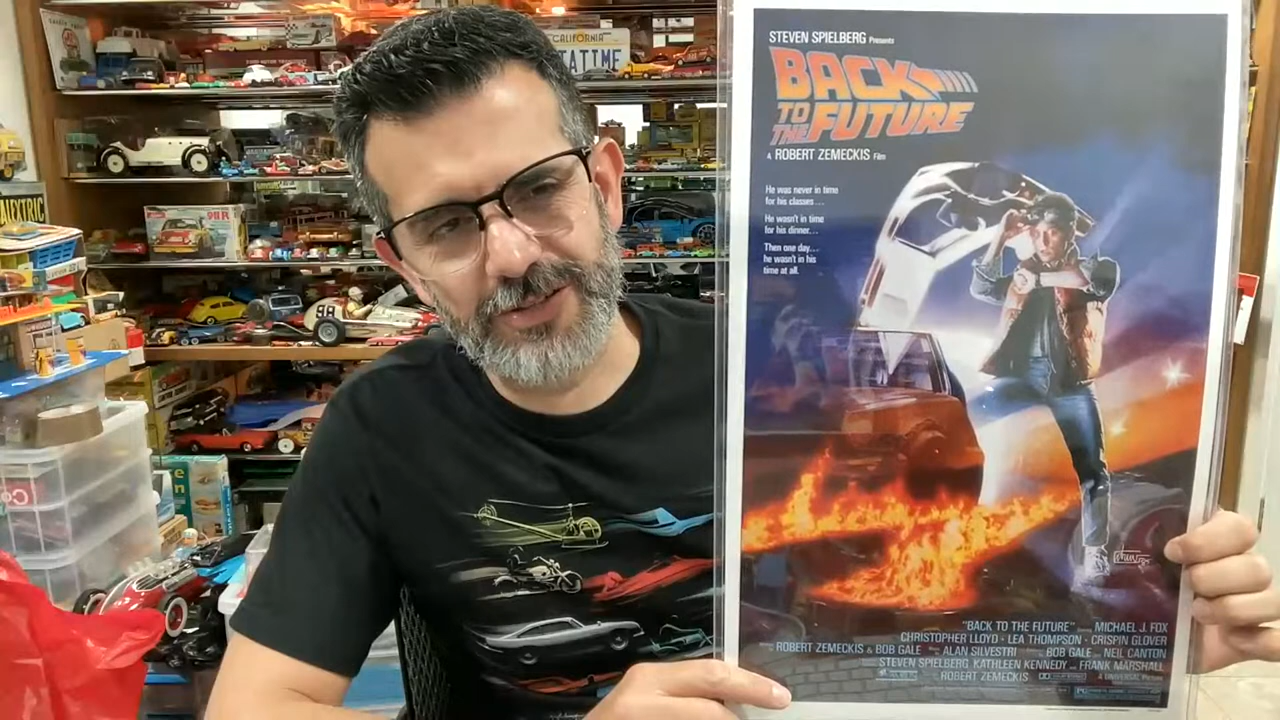 CALIFORNIA
TATIME
ALEXTRIC
98
STEVEN SPIELBERG Presents
BACK
TO
THE FUTURE
A ROBERT ZEMECKIS Film
He was never in time
for his classes...
He wasn't in time
for his dinner...
Then one day...
he wasn't in his
time at all.
"BACK TO THE FUTURE" MICHAEL J. FOX
CHRISTOPHER LLOYD · LEA THOMPSON · CRISPIN GLOVER
ROBERT ZEMECKIS & BOB GALE ALAN SILVESTRI BOB GALE NEIL CANTON
STEVEN SPIELBERG KATHLEEN KENNEDY FRANK MARSHALL
ROBERT ZEMECKIS A UNIVERSAL Picture
PG